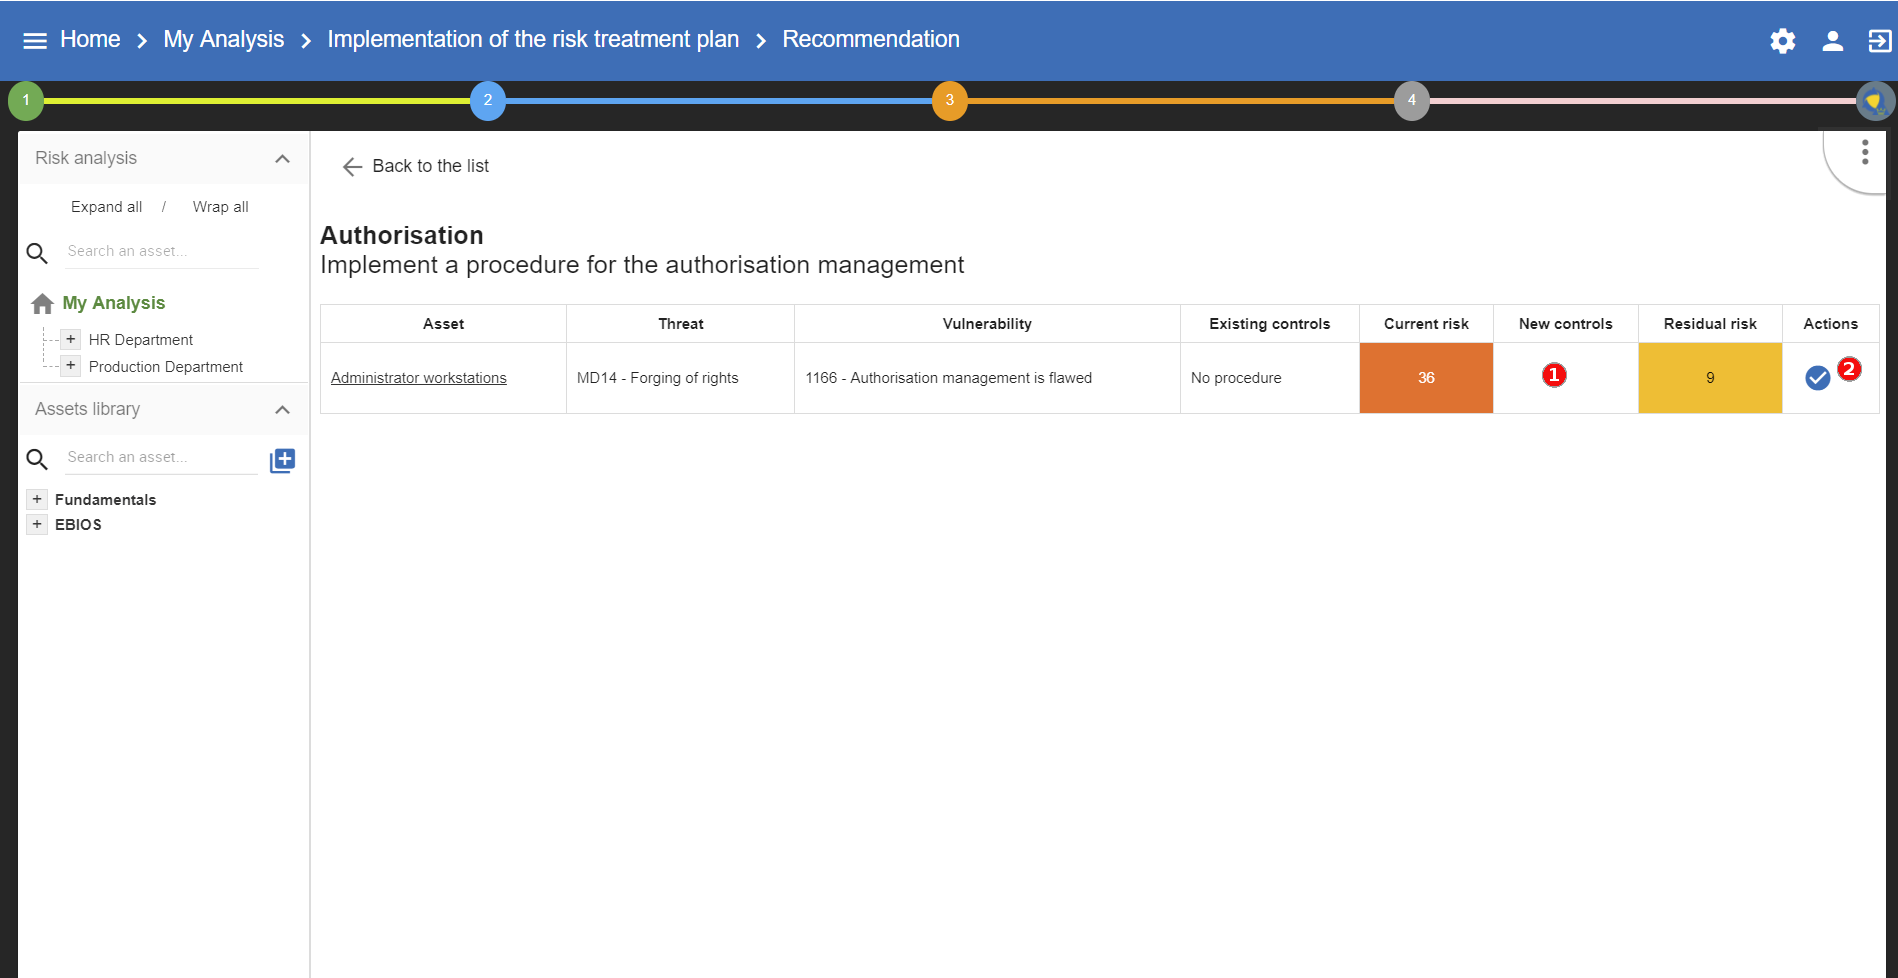 Home > My Analysis > Implementation of the risk treatment plan > Recommendation
1 2 3 4
Risk analysis
Expand all / Wrap all
Search an asset...
My Analysis
+ HR Department
+ Production Department
Assets library
Search an asset...
+ Fundamentals
+ EBIOS
Back to the list
Authorisation
Implement a procedure for the authorisation management
Asset Threat Vulnerability Existing controls Current risk New controls Residual risk Actions
Administrator workstations MD14 - Forging of rights 1166 - Authorisation management is flawed No procedure 36 1 9 2